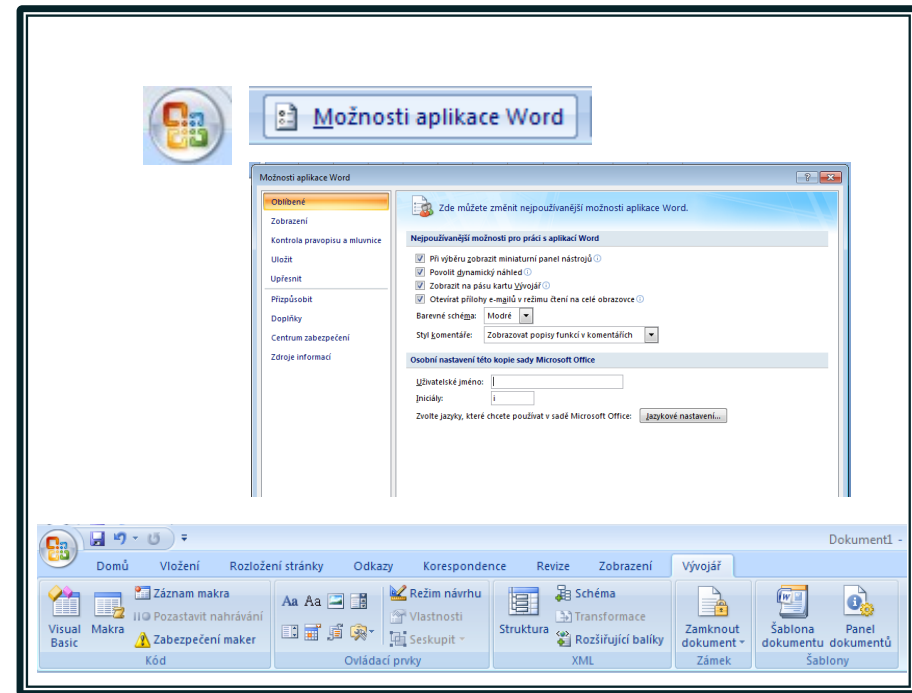 Možnosti aplikace Word
Možnosti aplikace Word
Oblíbené
Zobrazení
Kontrola pravopisu a mluvnice
Uložit
Upřesnit
Přizpůsobit
Doplňky
Centrum zabezpečení
Zdroje informací
Zde můžete změnit nejpoužívanější možnosti aplikace Word.
Nejpoužívanější možnosti pro práci s aplikací Word
Při výběru zobrazit miniaturní panel nástrojů
Povolit dynamický náhled
Zobrazit na pásu kartu Vývojář
Otevírat přílohy e-mailů v režimu čtení na celé obrazovce
Barevné schéma: Modré
Styl komentáře: Zobrazovat popisy funkcí v komentářích
Osobní nastavení této kopie sady Microsoft Office
Uživatelské jméno:
Iniciály: i
Zvolte jazyky, které chcete používat v sadě Microsoft Office: Jazykové nastavení...
Dokument1 -
Domů Vložení Rozložení stránky Odkazy Korespondence Revize Zobrazení Vývojář
Visual Basic
Makra
Záznam makra
Pozastavit nahrávání
Zabezpečení maker
Kód
Aa Aa
Režim návrhu
Vlastnosti
Seskupit
Ovládací prvky
Struktura
Schéma
Transformace
Rozšiřující balíky
XML
Zamknout
dokument
Zámek
Šablona
dokumentu
Panel
dokumentů
Šablony